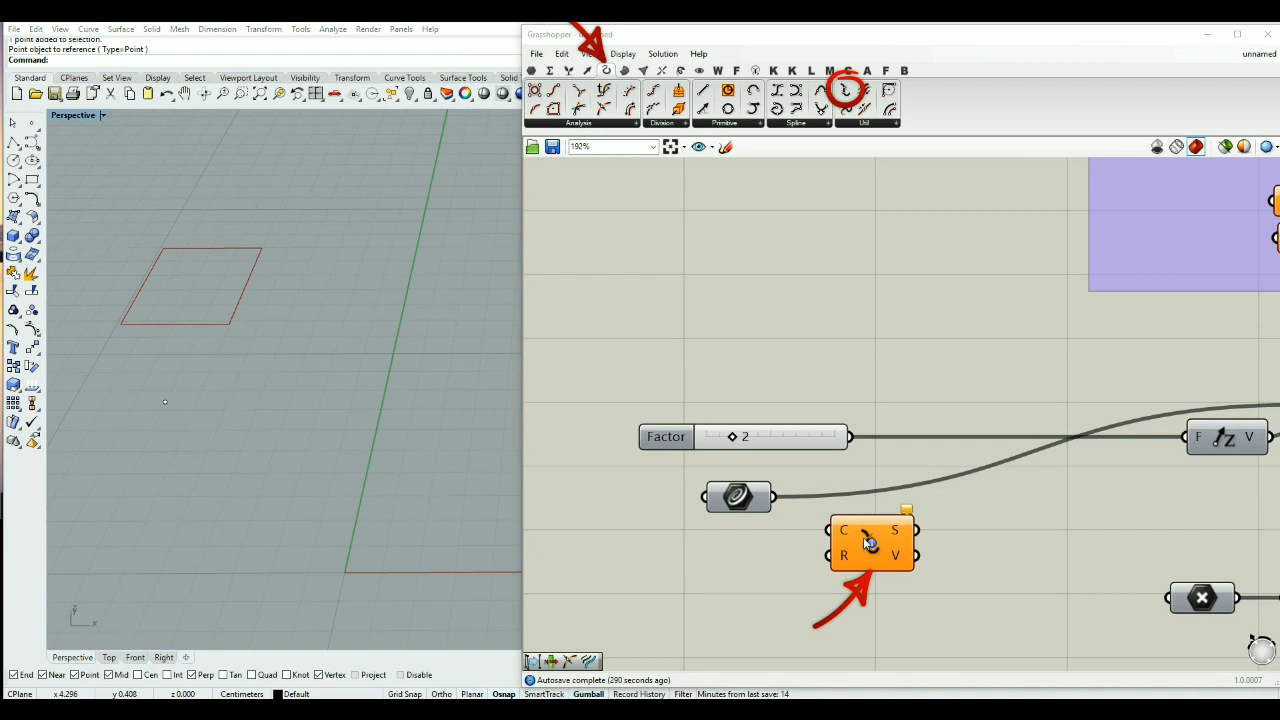 File Edit View Curve Surface Solid Mesh Dimension Transform Tools Analyze Render Panels Help
1 point added to selection.
Point object to reference ( Type=Point )
Command:
Standard CPlanes Set View Display Select Viewport Layout Visibility Transform Curve Tools Surface Tools Solid
Perspective
z
x
Perspective Top Front Right
End Near Point Mid Cen Int Perp Tan Quad Knot Vertex Project Disable
CPlane x 4.296 y 0.408 z 0.000 Centimeters Default Grid Snap Ortho Planar Osnap SmartTrack Gumball Record History Filter Minutes from last save: 14
File Edit Display Solution Help
unnamed
W F K K L M A F B
Analysis Division Primitive Spline Util
192%
Factor 2
F Z V
C S
R V
Autosave complete (290 seconds ago)
1.0.0007